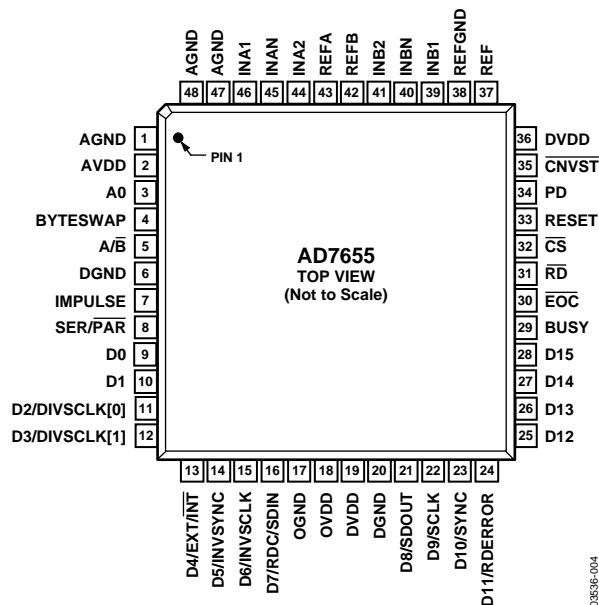 AGND
AGND
INA1
INAN
INA2
REFA
REFB
INB2
INBN
INB1
REFGND
REF
48 47 46 45 44 43 42 41 40 39 38 37
AGND 1
AVDD 2
A0 3
BYTESWAP 4
A/B̅ 5
DGND 6
IMPULSE 7
SER/P̅A̅R̅ 8
D0 9
D1 10
D2/DIVSCLK[0] 11
D3/DIVSCLK[1] 12
PIN 1
AD7655
TOP VIEW
(Not to Scale)
36 DVDD
35 C̅N̅V̅S̅T̅
34 PD
33 RESET
32 C̅S̅
31 R̅D̅
30 E̅O̅C̅
29 BUSY
28 D15
27 D14
26 D13
25 D12
13 14 15 16 17 18 19 20 21 22 23 24
D4/EXT/I̅N̅T̅
D5/INVSYNC
D6/INVSCLK
D7/RDC/SDIN
OGND
OVDD
DVDD
DGND
D8/SDOUT
D9/SCLK
D10/SYNC
D11/RDERROR
03536-004